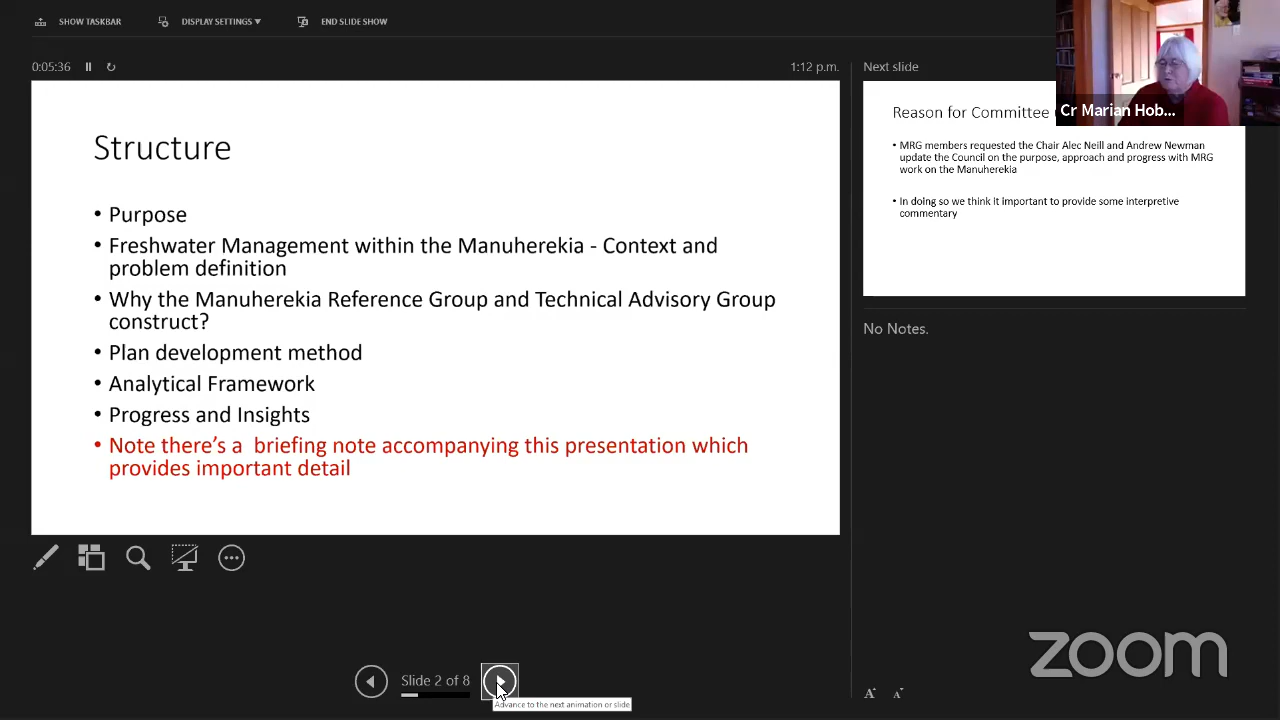 SHOW TASKBAR
DISPLAY SETTINGS ▼
END SLIDE SHOW
0:05:36
1:12 p.m.
Structure
• Purpose
• Freshwater Management within the Manuherekia - Context and
problem definition
• Why the Manuherekia Reference Group and Technical Advisory Group
construct?
• Plan development method
• Analytical Framework
• Progress and Insights
• Note there's a  briefing note accompanying this presentation which
provides important detail
Slide 2 of 8
Advance to the next animation or slide
Next slide
Reason for Committee
• MRG members requested the Chair Alec Neill and Andrew Newman
update the Council on the purpose, approach and progress with MRG
work on the Manuherekia
• In doing so we think it important to provide some interpretive
commentary
Cr Marian Hob...
No Notes.
zoom
A A